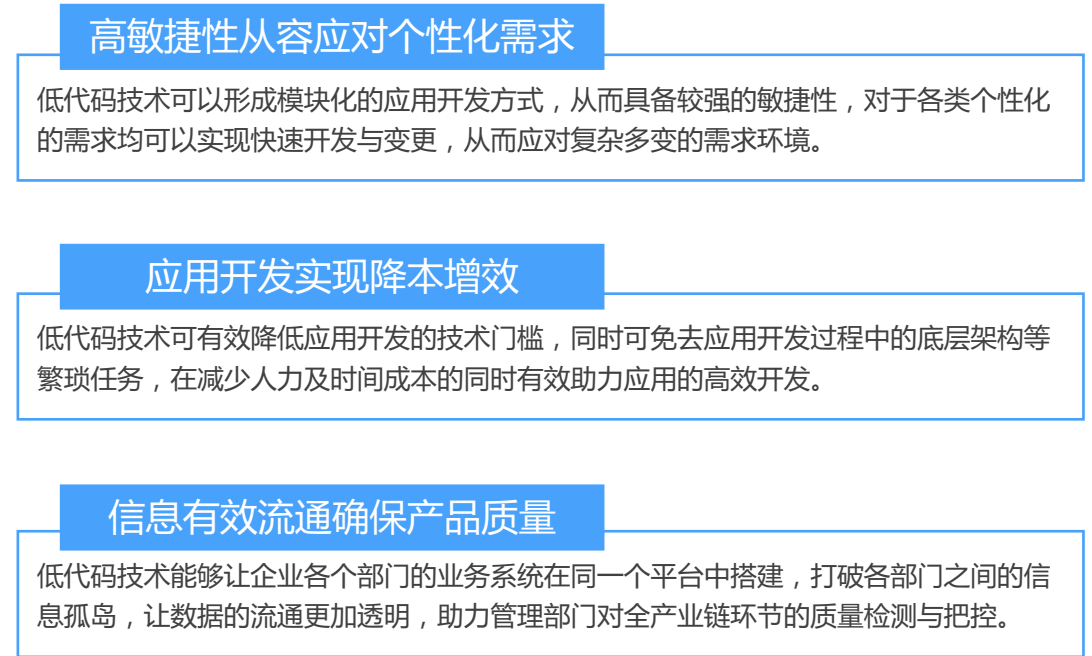 高敏捷性从容应对个性化需求
低代码技术可以形成模块化的应用开发方式，从而具备较强的敏捷性，对于各类个性化
的需求均可以实现快速开发与变更，从而应对复杂多变的需求环境。
应用开发实现降本增效
低代码技术可有效降低应用开发的技术门槛，同时可免去应用开发过程中的底层架构等
繁琐任务，在减少人力及时间成本的同时有效助力应用的高效开发。
信息有效流通确保产品质量
低代码技术能够让企业各个部门的业务系统在同一个平台中搭建，打破各部门之间的信
息孤岛，让数据的流通更加透明，助力管理部门对全产业链环节的质量检测与把控。